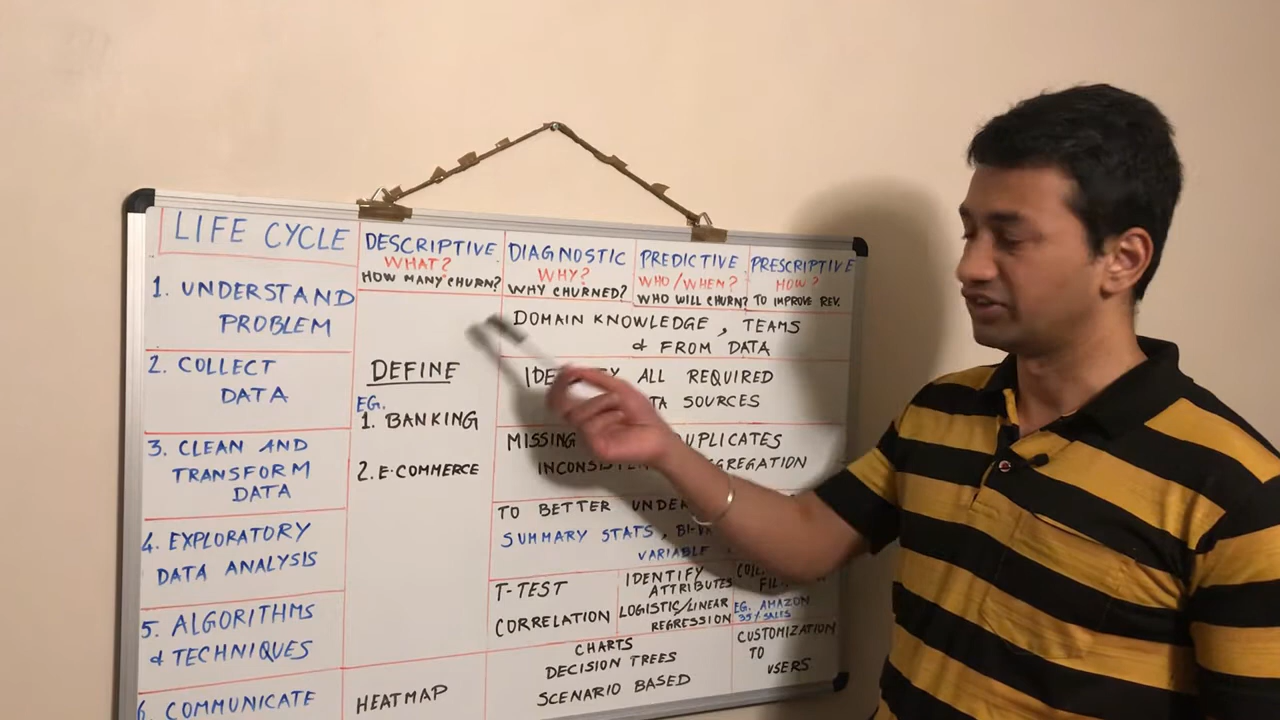 LIFE CYCLE
DESCRIPTIVE
WHAT?
HOW MANY CHURN?
DIAGNOSTIC
WHY?
WHY CHURNED?
PREDICTIVE
WHO/WHEN?
WHO WILL CHURN?
PRESCRIPTIVE
HOW?
TO IMPROVE REV.
1. UNDERSTAND
PROBLEM
DOMAIN KNOWLEDGE, TEAMS
& FROM DATA
2. COLLECT
DATA
DEFINE
EG.
1. BANKING
2. E-COMMERCE
ALL REQUIRED
SOURCES
3. CLEAN AND
TRANSFORM
DATA
MISSING
4. EXPLORATORY
DATA ANALYSIS
TO BETTER
SUMMARY STATS,
VARIABLE
5. ALGORITHMS
& TECHNIQUES
T-TEST
CORRELATION
IDENTIFY
ATTRIBUTES
LOGISTIC/LINEAR
REGRESSION
EG. AMAZON
35% SALES
6. COMMUNICATE
HEATMAP
CHARTS
DECISION TREES
SCENARIO BASED
CUSTOMIZATION
TO
USERS